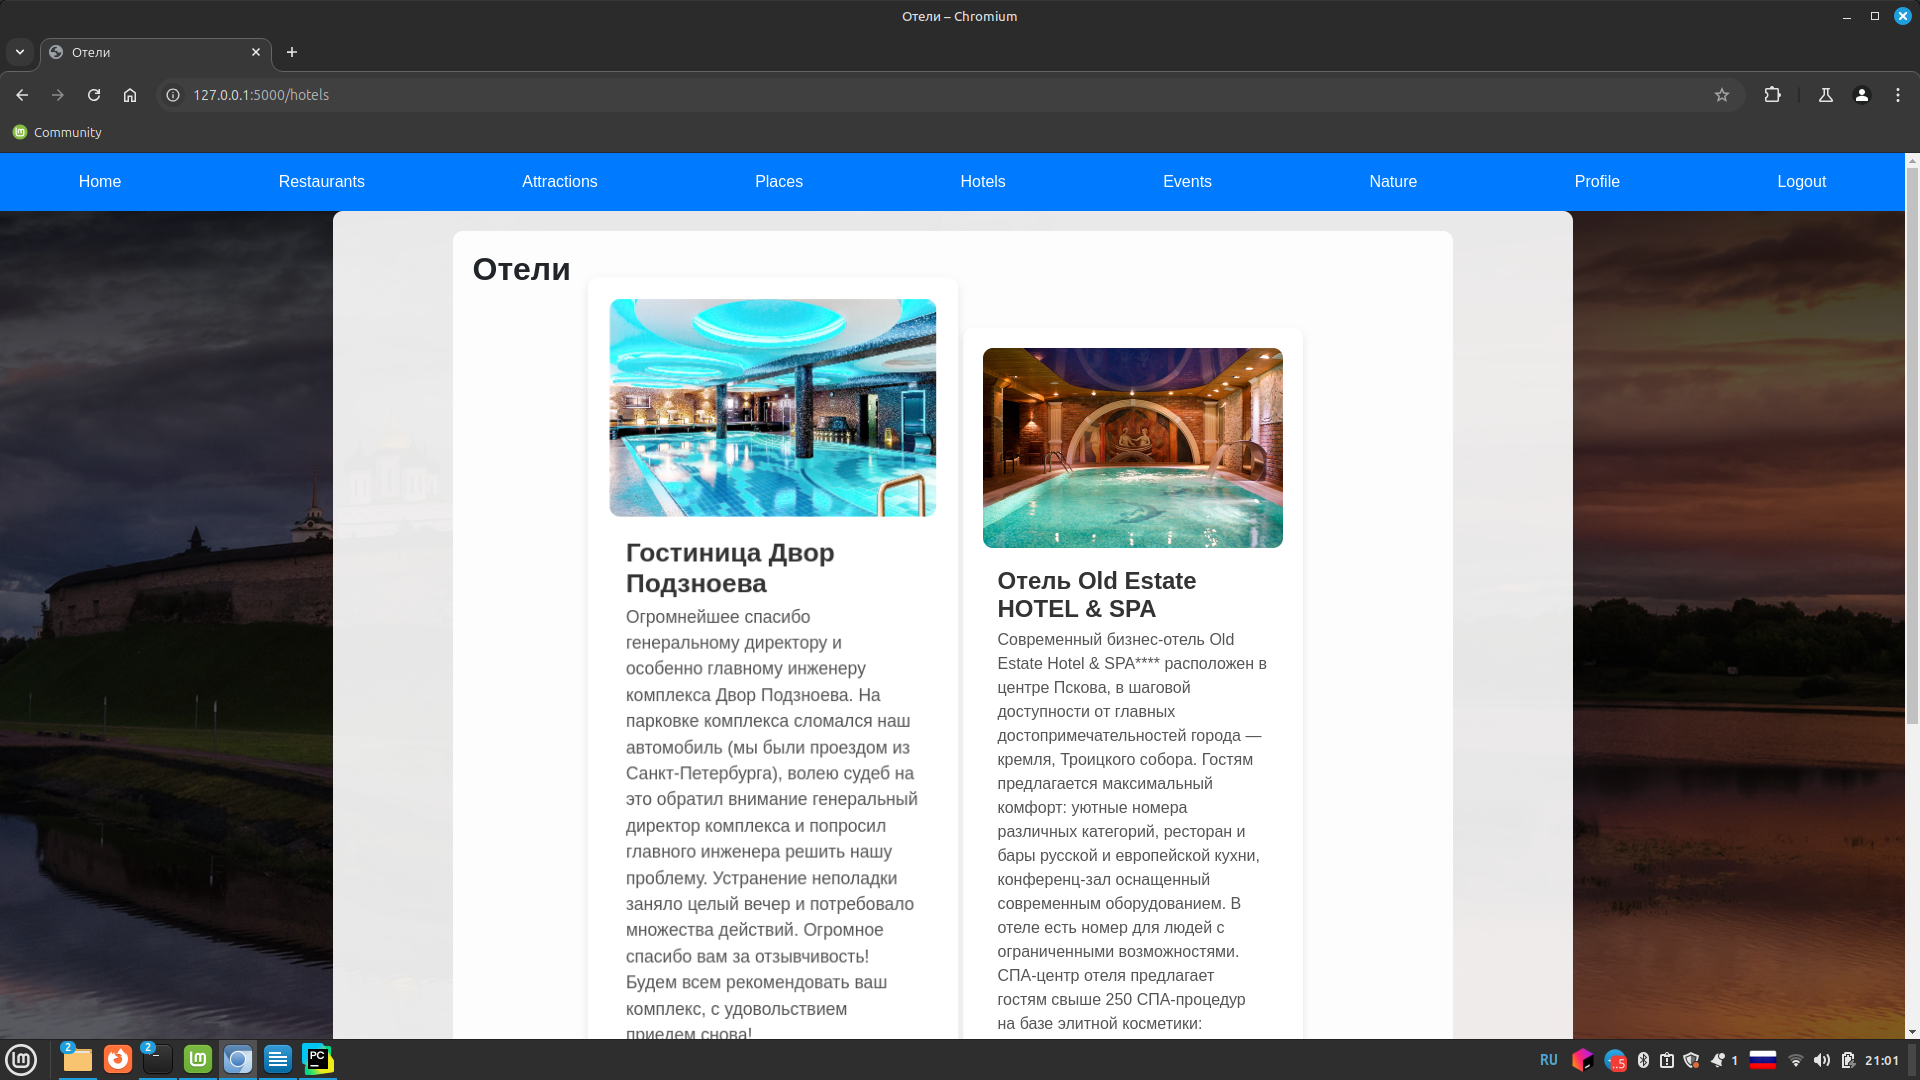 Отели – Chromium
Отели
127.0.0.1:5000/hotels
Community
Home Restaurants Attractions Places Hotels Events Nature Profile Logout
Отели
Гостиница Двор
Подзноева
Огромнейшее спасибо
генеральному директору и
особенно главному инженеру
комплекса Двор Подзноева. На
парковке комплекса сломался наш
автомобиль (мы были проездом из
Санкт-Петербурга), волею судеб на
это обратил внимание генеральный
директор комплекса и попросил
главного инженера решить нашу
проблему. Устранение неполадки
заняло целый вечер и потребовало
множества действий. Огромное
спасибо вам за отзывчивость!
Будем всем рекомендовать ваш
комплекс, с удовольствием
приедем снова!
Отель Old Estate
HOTEL & SPA
Современный бизнес-отель Old
Estate Hotel & SPA**** расположен в
центре Пскова, в шаговой
доступности от главных
достопримечательностей города —
кремля, Троицкого собора. Гостям
предлагается максимальный
комфорт: уютные номера
различных категорий, ресторан и
бары русской и европейской кухни,
конференц-зал оснащенный
современным оборудованием. В
отеле есть номер для людей с
ограниченными возможностями.
СПА-центр отеля предлагает
гостям свыше 250 СПА-процедур
на базе элитной косметики:
2 2 PC RU ..5 1 21:01